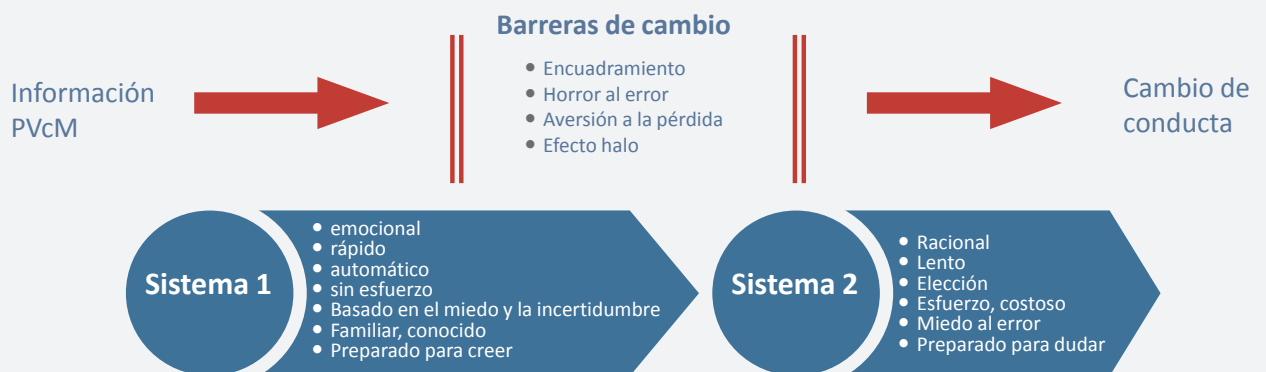 Barreras de cambio
Información
PVcM
• Encuadramiento
• Horror al error
• Aversión a la pérdida
• Efecto halo
Cambio de
conducta
Sistema 1
• emocional
• rápido
• automático
• sin esfuerzo
• Basado en el miedo y la incertidumbre
• Familiar, conocido
• Preparado para creer
Sistema 2
• Racional
• Lento
• Elección
• Esfuerzo, costoso
• Miedo al error
• Preparado para dudar